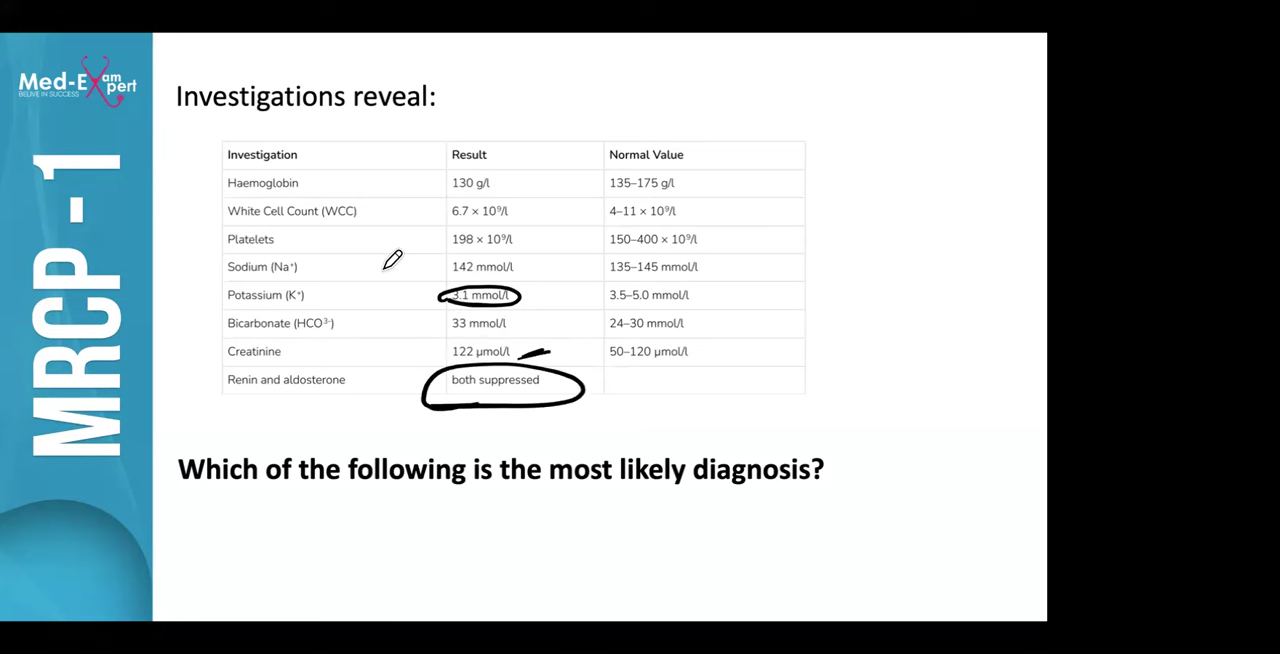 Med-Exam
pert
BELIVE IN SUCCESS
MRCP -1
Investigations reveal:
Investigation Result Normal Value
Haemoglobin 130 g/l 135–175 g/l
White Cell Count (WCC) 6.7 × 10⁹/l 4–11 × 10⁹/l
Platelets 198 × 10⁹/l 150–400 × 10⁹/l
Sodium (Na⁺) 142 mmol/l 135–145 mmol/l
Potassium (K⁺) 3.1 mmol/l 3.5–5.0 mmol/l
Bicarbonate (HCO³⁻) 33 mmol/l 24–30 mmol/l
Creatinine 122 µmol/l 50–120 µmol/l
Renin and aldosterone both suppressed
Which of the following is the most likely diagnosis?